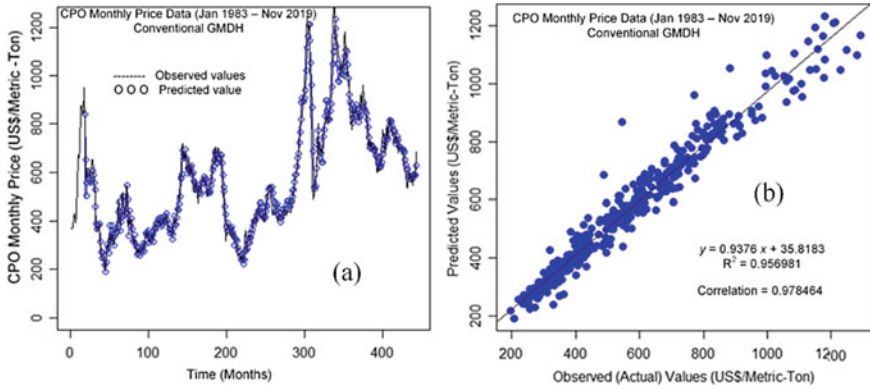 CPO Monthly Price Data (Jan 1983 – Nov 2019)
Conventional GMDH
-------- Observed values
O O O Predicted value
CPO Monthly Price (US$/Metric -Ton)
0 200 400 600 800 1000 1200
(a)
0 100 200 300 400
Time (Months)
CPO Monthly Price Data (Jan 1983 – Nov 2019)
Conventional GMDH
Predicted Values (US$/Metric-Ton)
200 400 600 800 1000 1200
(b)
y = 0.9376 x + 35.8183
R² = 0.956981
Correlation = 0.978464
200 400 600 800 1000 1200
Observed (Actual) Values (US$/Metric-Ton)